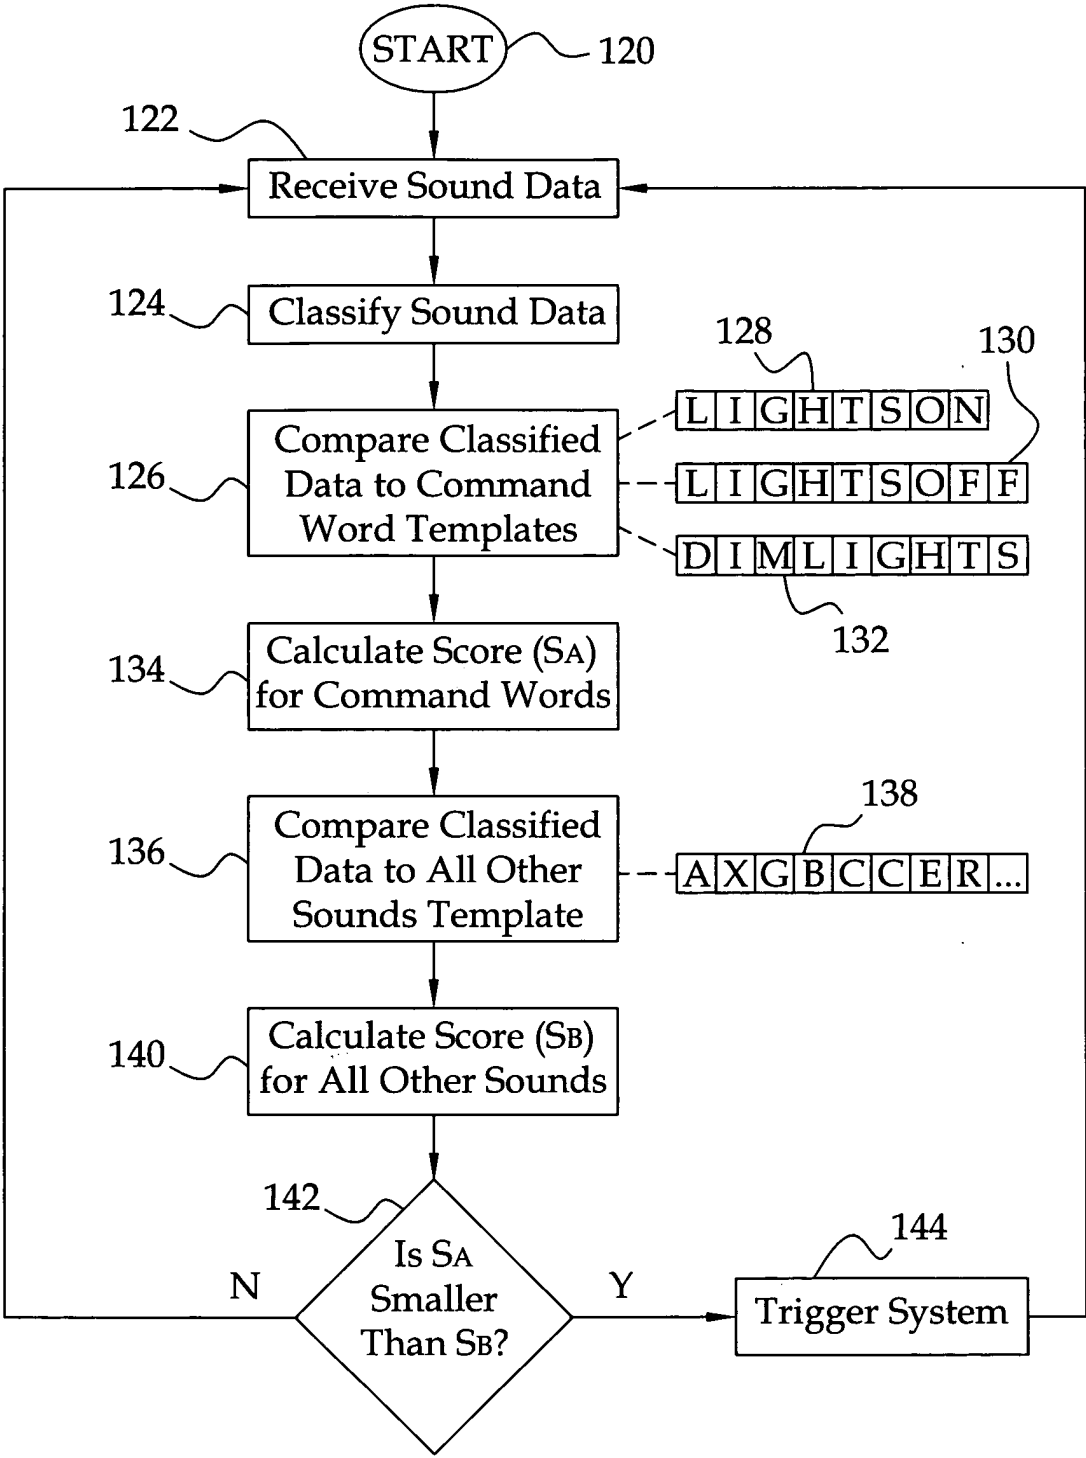 START
120
122
Receive Sound Data
124
Classify Sound Data
128
130
LIGHTSON
126
Compare Classified
Data to Command
Word Templates
LIGHTSOFF
DIMLIGHTS
132
134
Calculate Score (SA)
for Command Words
138
136
Compare Classified
Data to All Other
Sounds Template
AXGBCCER...
140
Calculate Score (SB)
for All Other Sounds
142
Is SA
Smaller
Than SB?
N
Y
144
Trigger System